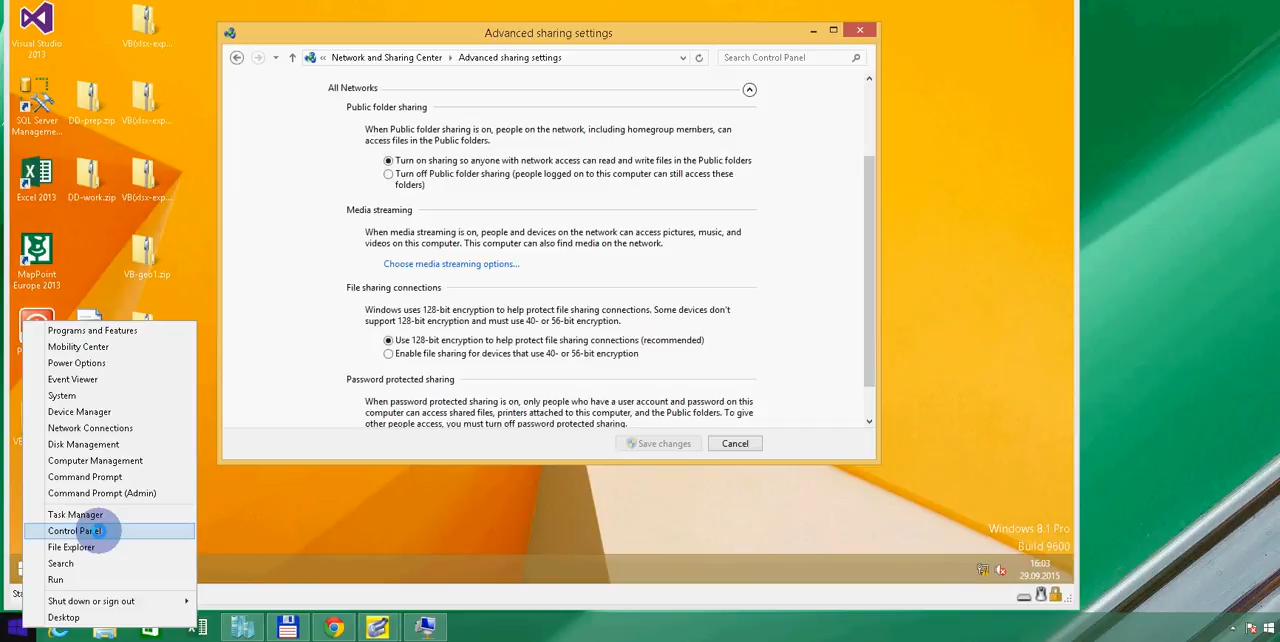 Visual Studio
2013
VB(xlsx-exp...
SQL Server
Manageme...
DD-prep.zip
VB(xlsx-exp...
Excel 2013
DD-work.zip
VB(xlsx-exp...
MapPoint
Europe 2013
VB-geo1.zip
Advanced sharing settings
« Network and Sharing Center Advanced sharing settings
Search Control Panel
All Networks
Public folder sharing
When Public folder sharing is on, people on the network, including homegroup members, can
access files in the Public folders.
Turn on sharing so anyone with network access can read and write files in the Public folders
Turn off Public folder sharing (people logged on to this computer can still access these
folders)
Media streaming
When media streaming is on, people and devices on the network can access pictures, music, and
videos on this computer. This computer can also find media on the network.
Choose media streaming options...
File sharing connections
Windows uses 128-bit encryption to help protect file sharing connections. Some devices don't
support 128-bit encryption and must use 40- or 56-bit encryption.
Use 128-bit encryption to help protect file sharing connections (recommended)
Enable file sharing for devices that use 40- or 56-bit encryption
Password protected sharing
When password protected sharing is on, only people who have a user account and password on this
computer can access shared files, printers attached to this computer, and the Public folders. To give
other people access, you must turn off password protected sharing.
Save changes
Cancel
Programs and Features
Mobility Center
Power Options
Event Viewer
System
Device Manager
Network Connections
Disk Management
Computer Management
Command Prompt
Command Prompt (Admin)
Task Manager
Control Panel
File Explorer
Search
Run
Shut down or sign out
Desktop
Windows 8.1 Pro
Build 9600
16:03
29.09.2015